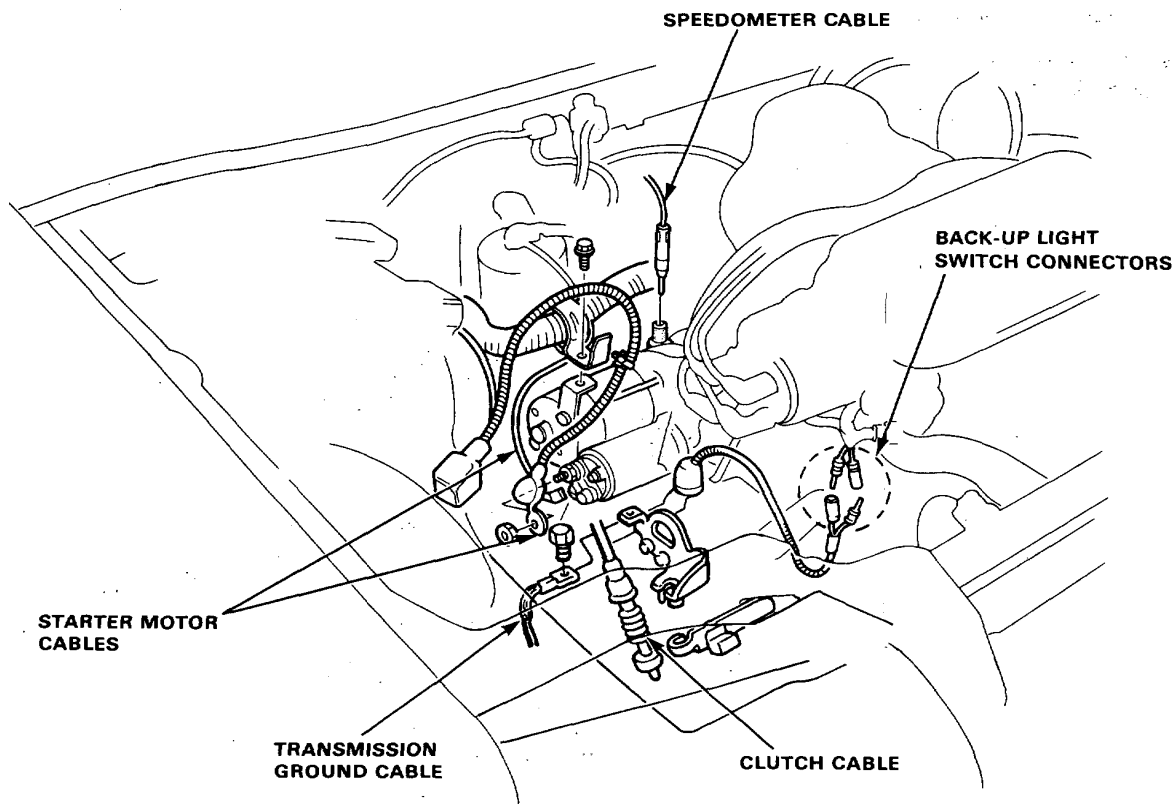 SPEEDOMETER CABLE
BACK-UP LIGHT
SWITCH CONNECTORS
STARTER MOTOR
CABLES
TRANSMISSION
GROUND CABLE
CLUTCH CABLE